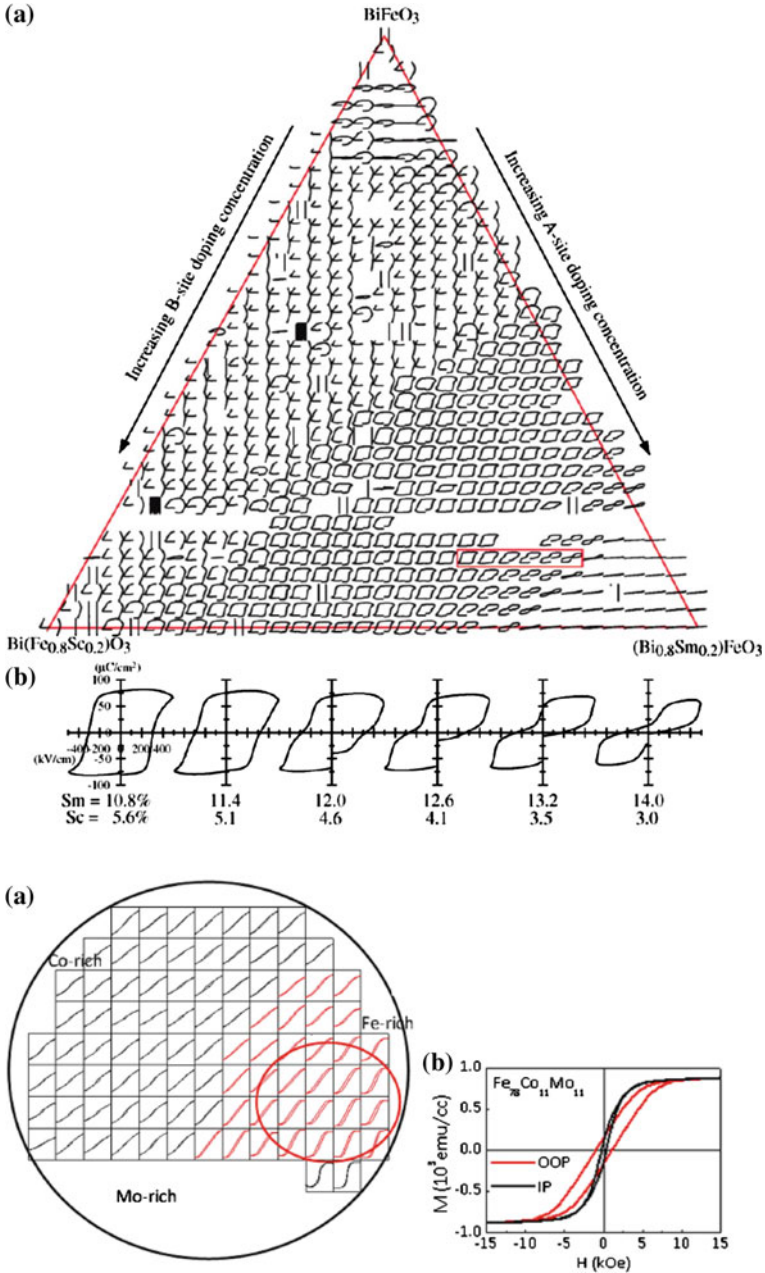 (a)
BiFeO₃
Increasing B-site doping concentration
Increasing A-site doping concentration
Bi(Fe₀.₈Sc₀.₂)O₃
(Bi₀.₈Sm₀.₂)FeO₃
(b)
(μC/cm²)
100
50
-400 -200 0 200 400
(kV/cm)
-50
-100
Sm = 10.8% 11.4 12.0 12.6 13.2 14.0
Sc = 5.6% 5.1 4.6 4.1 3.5 3.0
(a)
Co-rich
Fe-rich
Mo-rich
(b)
Fe₇₈Co₁₁Mo₁₁
M (10³emu/cc)
1.0
0.5
0.0
-0.5
-1.0
OOP
IP
-15 -10 -5 0 5 10 15
H (kOe)